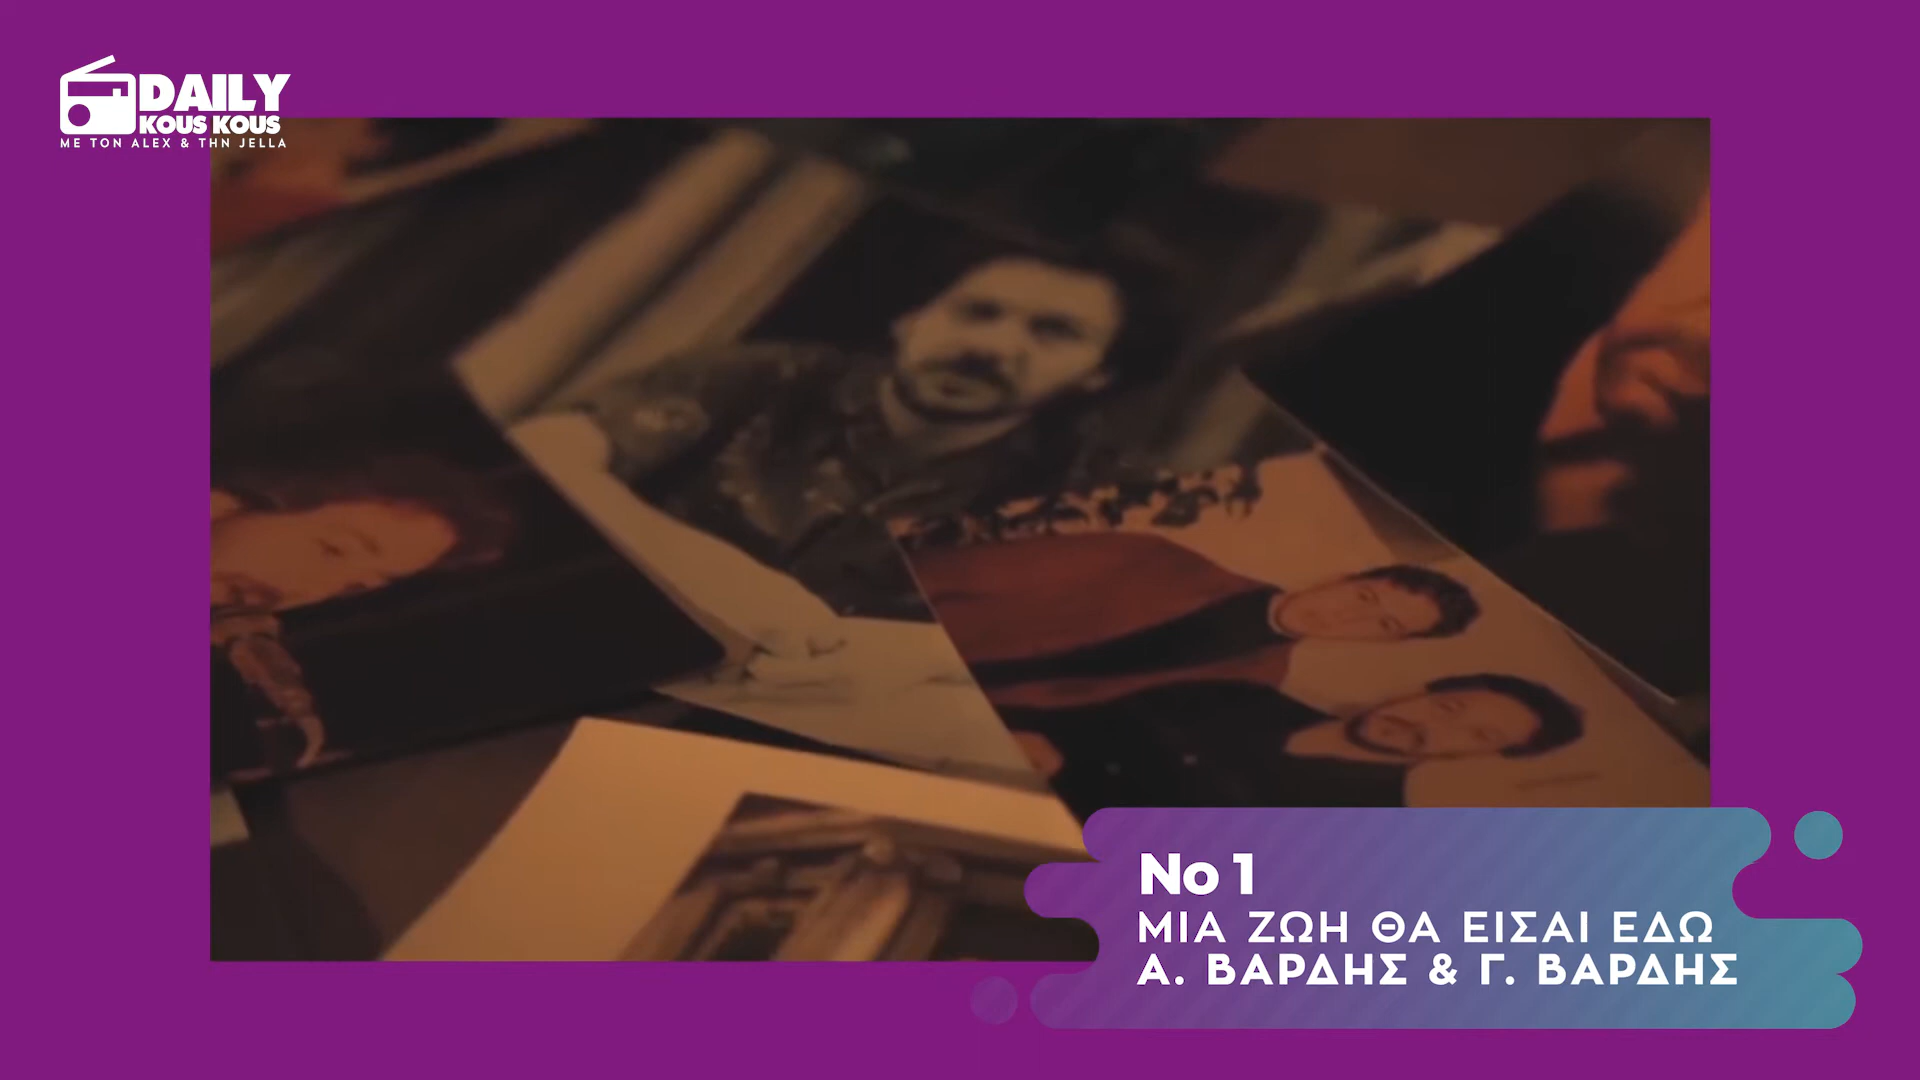 DAILY
KOUS KOUS
ΜΕ ΤΟΝ ALEX & ΤΗΝ JELLA
No 1
ΜΙΑ ΖΩΗ ΘΑ ΕΙΣΑΙ ΕΔΩ
Α. ΒΑΡΔΗΣ & Γ. ΒΑΡΔΗΣ